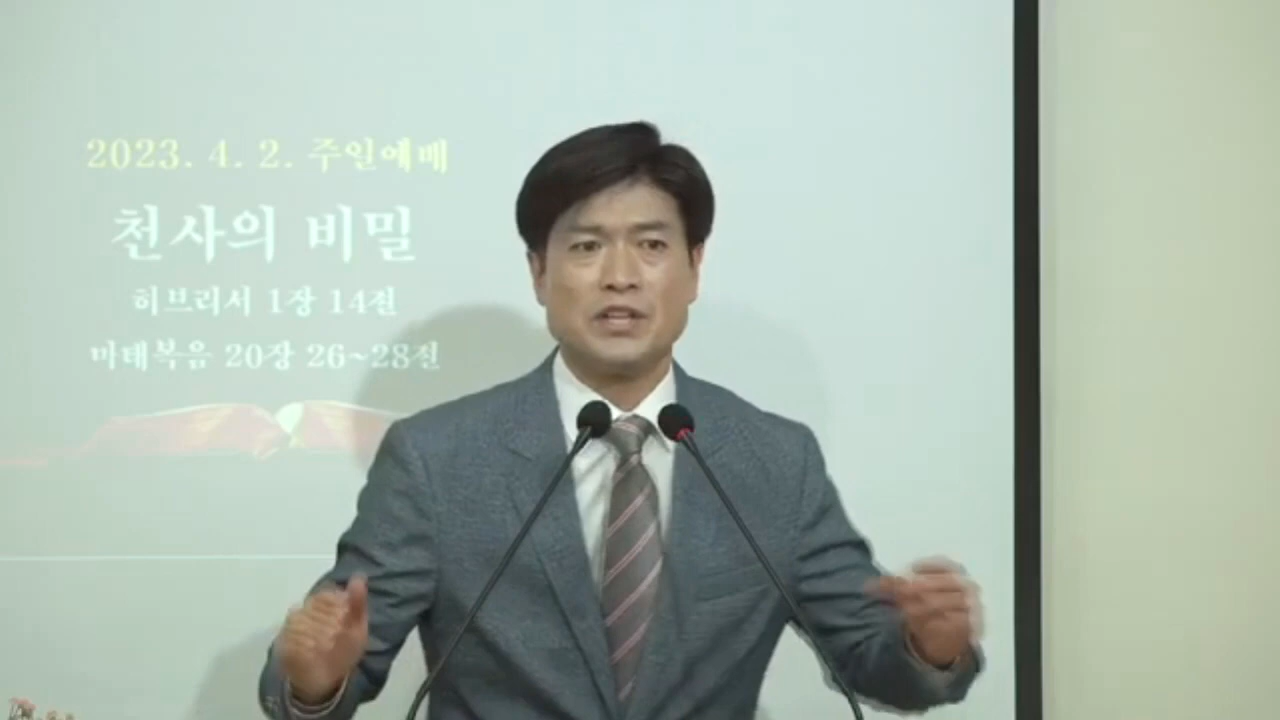 2023. 4. 2. 주일예배
천사의 비밀
히브리서 1장 14절
마태복음 20장 26~28절